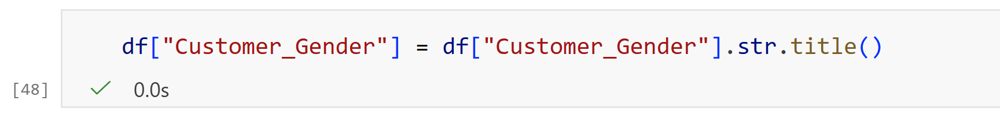 df["Customer_Gender"] = df["Customer_Gender"].str.title()
[48] 0.0s